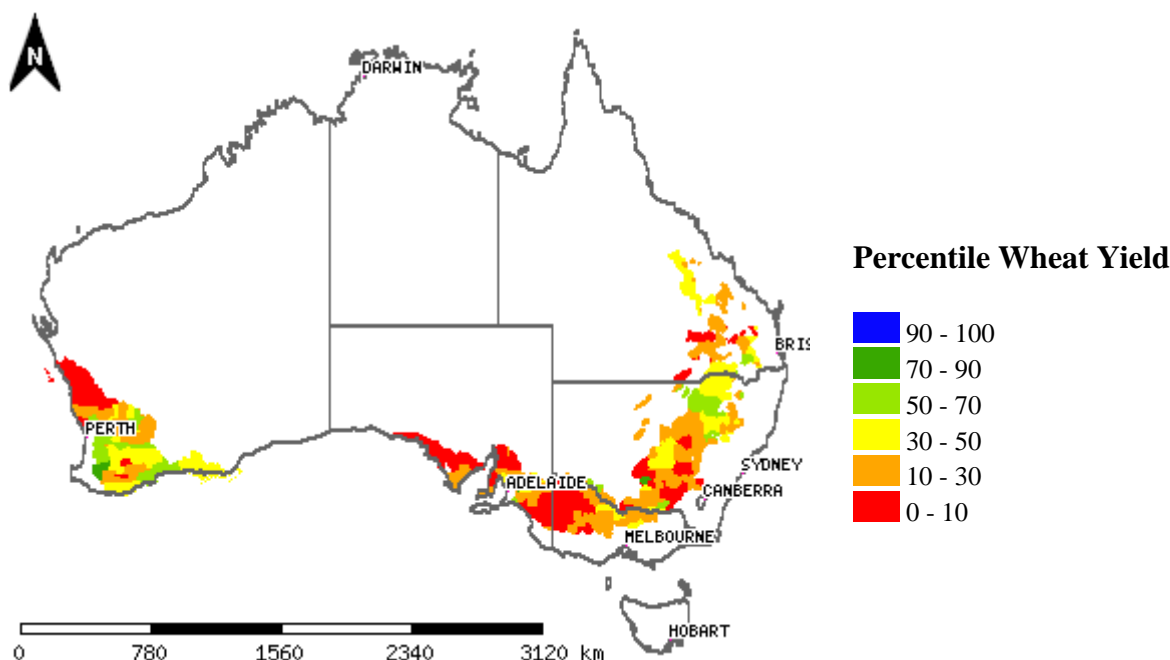 N
DARWIN
Percentile Wheat Yield
90 - 100
BRIS
70 - 90
50 - 70
PERTH
30 - 50
SYDNEY
10 - 30
ADELAIDE
CANBERRA
0 - 10
MELBOURNE
HOBART
0 780 1560 2340 3120 km